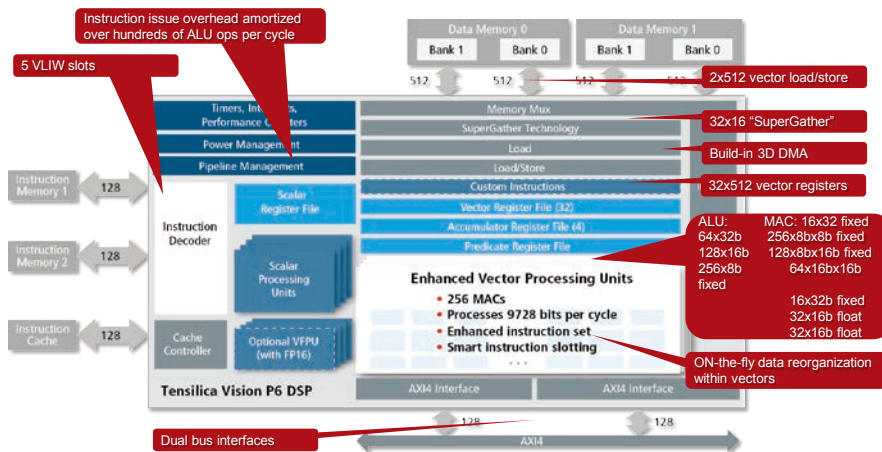 Instruction issue overhead amortized
over hundreds of ALU ops per cycle
5 VLIW slots
Data Memory 0
Bank 1
Bank 0
Data Memory 1
Bank 1
Bank 0
512
512
512
512
2x512 vector load/store
Timers, Interrupts,
Performance Counters
Power Management
Pipeline Management
Memory Mux
SuperGather Technology
Load
Load/Store
Custom Instructions
Vector Register File (32)
Accumulator Register File (4)
Predicate Register File
32x16 “SuperGather”
Build-in 3D DMA
32x512 vector registers
Instruction
Memory 1
128
Instruction
Memory 2
128
Instruction
Cache
128
Instruction
Decoder
Scalar
Register File
Scalar
Processing
Units
Cache
Controller
Optional VFPU
(with FP16)
Enhanced Vector Processing Units
• 256 MACs
• Processes 9728 bits per cycle
• Enhanced instruction set
• Smart instruction slotting
...
ALU: MAC: 16x32 fixed
64x32b 256x8bx8b fixed
128x16b 128x8bx16b fixed
256x8b 64x16bx16b
fixed
16x32b fixed
32x16b float
32x16b float
ON-the-fly data reorganization
within vectors
Tensilica Vision P6 DSP
AXI4 Interface
AXI4 Interface
128
128
Dual bus interfaces
AXI4